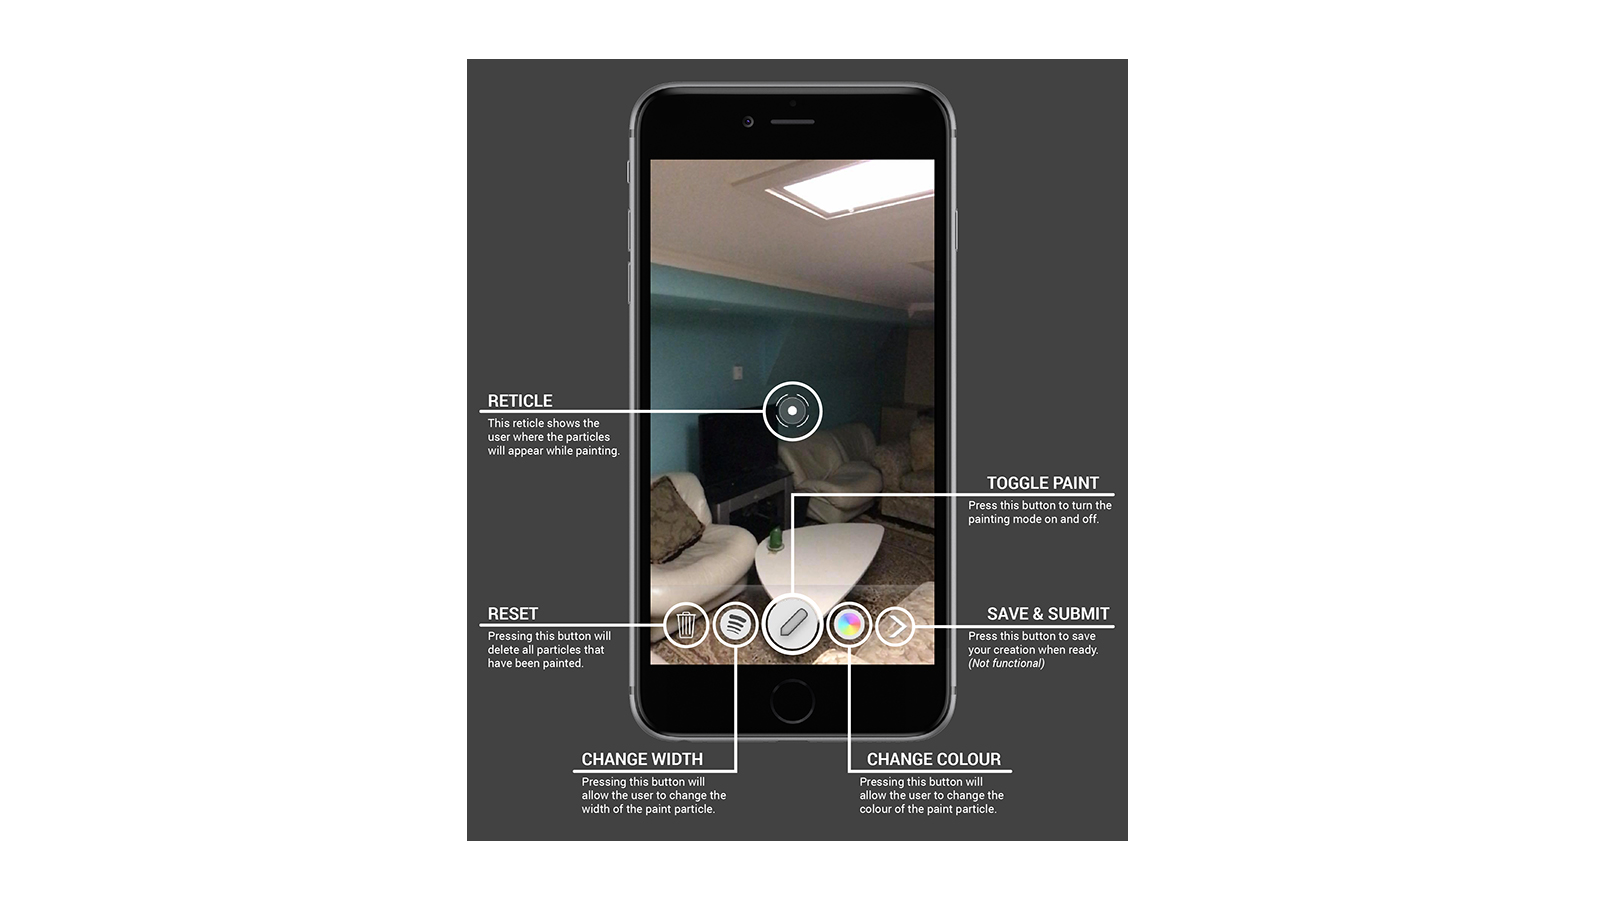 RETICLE
This reticle shows the
user where the particles
will appear while painting.
TOGGLE PAINT
Press this button to turn the
painting mode on and off.
RESET
Pressing this button will
delete all particles that
have been painted.
SAVE & SUBMIT
Press this button to save
your creation when ready.
(Not functional)
CHANGE WIDTH
Pressing this button will
allow the user to change the
width of the paint particle.
CHANGE COLOUR
Pressing this button will
allow the user to change the
colour of the paint particle.